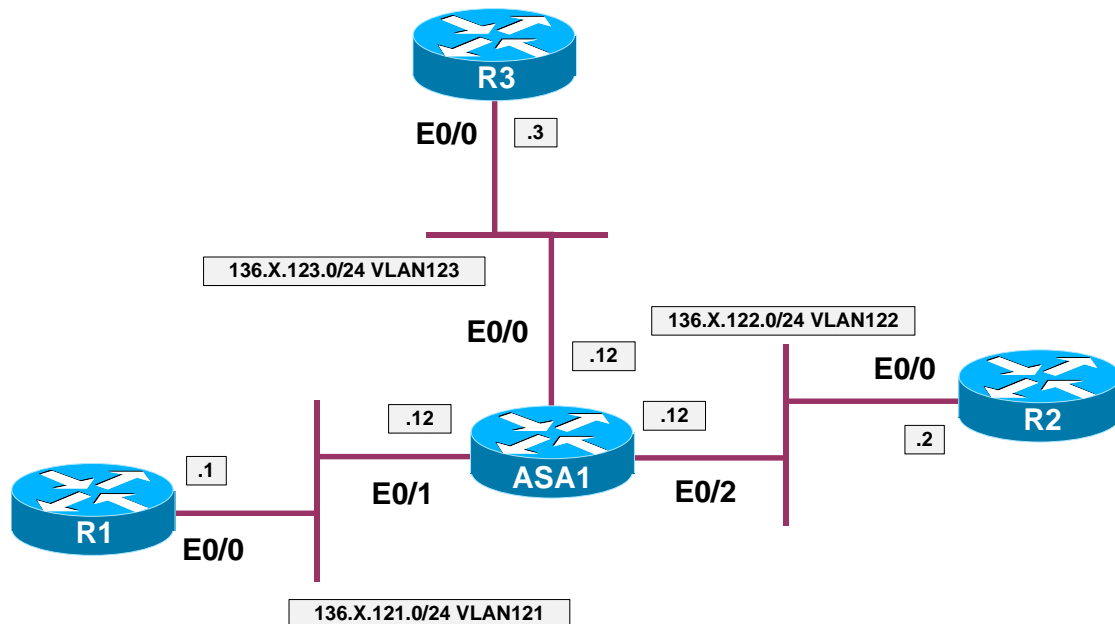 R3
E0/0
.3
136.X.123.0/24 VLAN123
E0/0
136.X.122.0/24 VLAN122
.12
E0/0
.12
.12
R2
.2
.1
ASA1
E0/1
E0/2
R1
E0/0
136.X.121.0/24 VLAN121